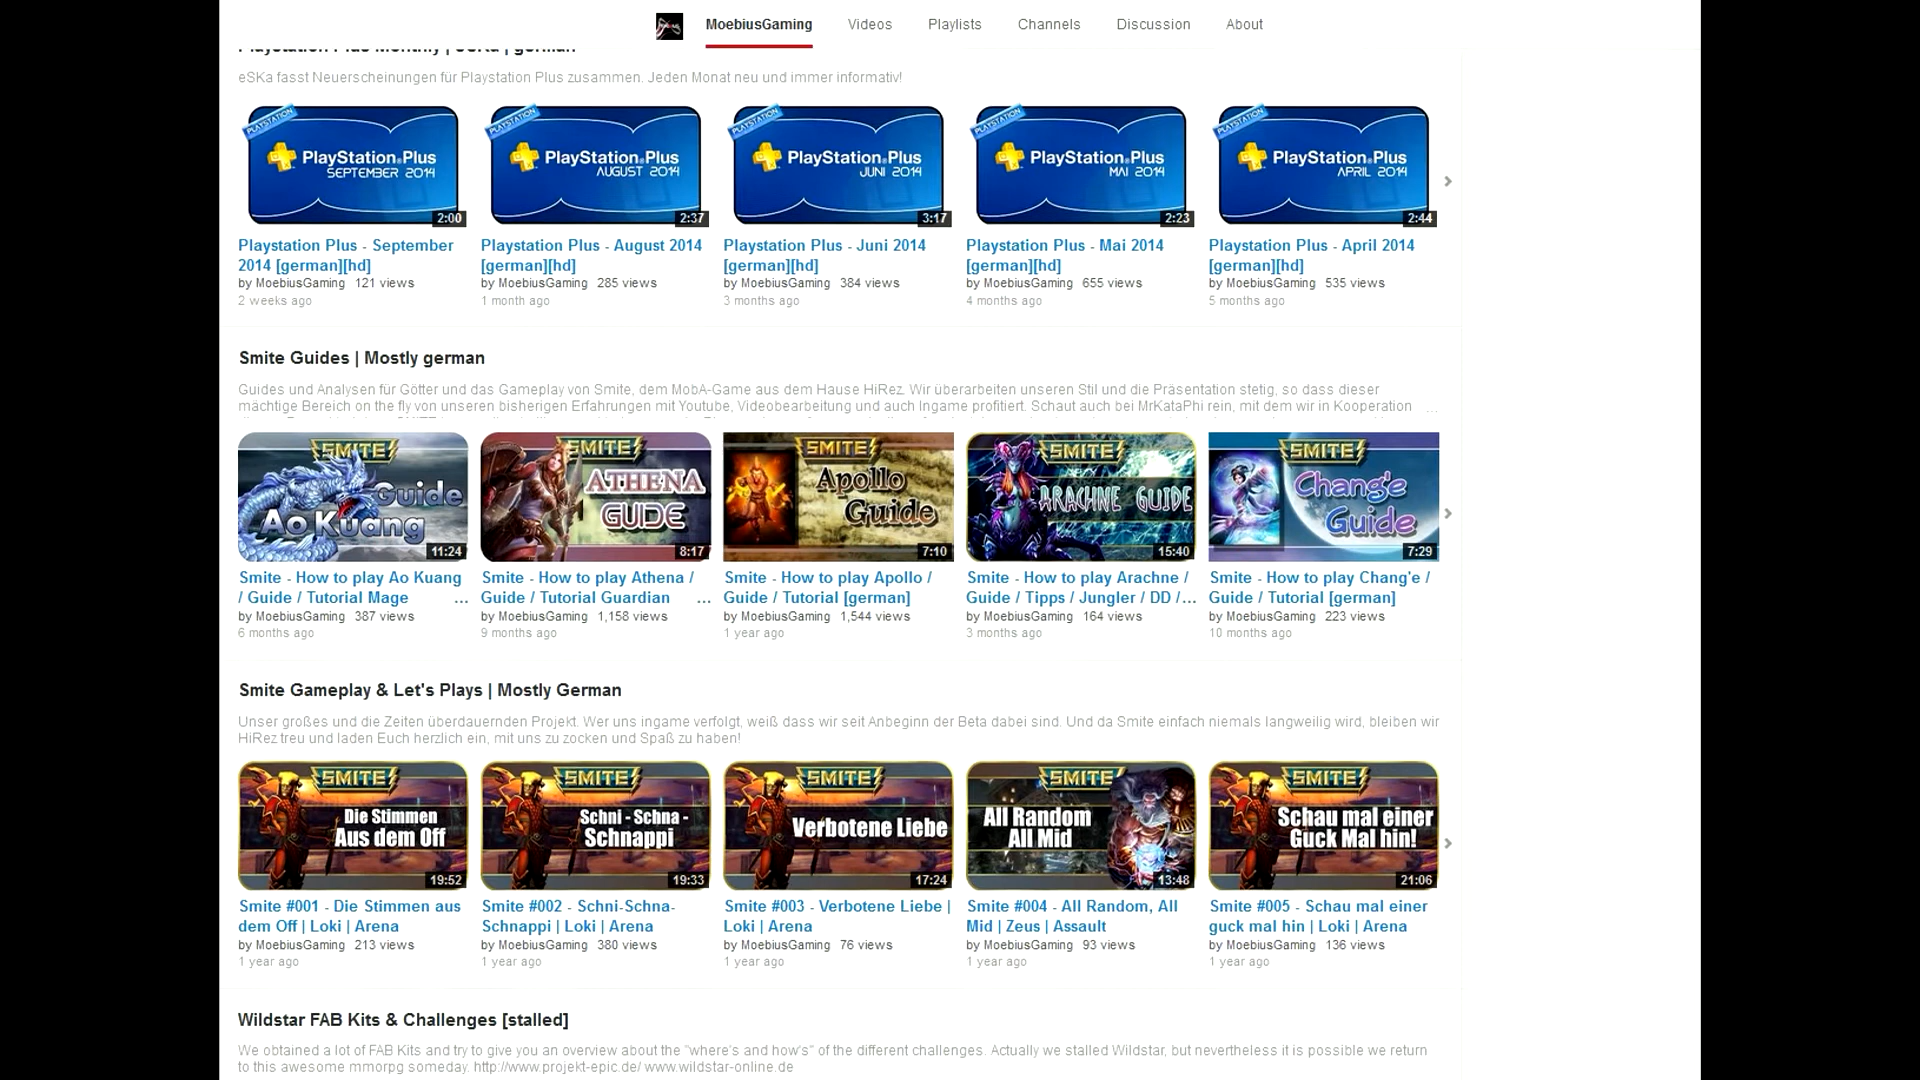 MoebiusGaming Videos Playlists Channels Discussion About
Playstation Plus Monthly | eSKa | german
eSKa fasst Neuerscheinungen für Playstation Plus zusammen. Jeden Monat neu und immer informativ!
PLAYSTATION PlayStation®Plus SEPTEMBER 2014 2:00
PLAYSTATION PlayStation®Plus AUGUST 2014 2:37
PLAYSTATION PlayStation®Plus JUNI 2014 3:17
PLAYSTATION PlayStation®Plus MAI 2014 2:23
PLAYSTATION PlayStation®Plus APRIL 2014 2:44
Playstation Plus - September
2014 [german][hd]
by MoebiusGaming 121 views
2 weeks ago
Playstation Plus - August 2014
[german][hd]
by MoebiusGaming 285 views
1 month ago
Playstation Plus - Juni 2014
[german][hd]
by MoebiusGaming 384 views
3 months ago
Playstation Plus - Mai 2014
[german][hd]
by MoebiusGaming 655 views
4 months ago
Playstation Plus - April 2014
[german][hd]
by MoebiusGaming 535 views
5 months ago
Smite Guides | Mostly german
Guides und Analysen für Götter und das Gameplay von Smite, dem MobA-Game aus dem Hause HiRez. Wir überarbeiten unseren Stil und die Präsentation stetig, so dass dieser
mächtige Bereich on the fly von unseren bisherigen Erfahrungen mit Youtube, Videobearbeitung und auch Ingame profitiert. Schaut auch bei MrKataPhi rein, mit dem wir in Kooperation ...
SMITE Guide Ao Kuang 11:24
SMITE ATHENA GUIDE 8:17
SMITE Apollo Guide 7:10
SMITE ARACHNE GUIDE 15:40
SMITE Chang'e Guide 7:29
Smite - How to play Ao Kuang
/ Guide / Tutorial Mage ...
by MoebiusGaming 387 views
6 months ago
Smite - How to play Athena /
Guide / Tutorial Guardian ...
by MoebiusGaming 1,158 views
9 months ago
Smite - How to play Apollo /
Guide / Tutorial [german]
by MoebiusGaming 1,544 views
1 year ago
Smite - How to play Arachne /
Guide / Tipps / Jungler / DD /...
by MoebiusGaming 164 views
3 months ago
Smite - How to play Chang'e /
Guide / Tutorial [german]
by MoebiusGaming 223 views
10 months ago
Smite Gameplay & Let's Plays | Mostly German
Unser großes und die Zeiten überdauernden Projekt. Wer uns ingame verfolgt, weiß dass wir seit Anbeginn der Beta dabei sind. Und da Smite einfach niemals langweilig wird, bleiben wir
HiRez treu und laden Euch herzlich ein, mit uns zu zocken und Spaß zu haben!
SMITE Die Stimmen Aus dem Off 19:52
SMITE Schni - Schna - Schnappi 19:33
SMITE Verbotene Liebe 17:24
SMITE All Random All Mid 13:48
SMITE Schau mal einer Guck Mal hin! 21:06
Smite #001 - Die Stimmen aus
dem Off | Loki | Arena
by MoebiusGaming 213 views
1 year ago
Smite #002 - Schni-Schna-
Schnappi | Loki | Arena
by MoebiusGaming 380 views
1 year ago
Smite #003 - Verbotene Liebe |
Loki | Arena
by MoebiusGaming 76 views
1 year ago
Smite #004 - All Random, All
Mid | Zeus | Assault
by MoebiusGaming 93 views
1 year ago
Smite #005 - Schau mal einer
guck mal hin | Loki | Arena
by MoebiusGaming 136 views
1 year ago
Wildstar FAB Kits & Challenges [stalled]
We obtained a lot of FAB Kits and try to give you an overview about the "where's and how's" of the different challenges. Actually we stalled Wildstar, but nevertheless it is possible we return
to this awesome mmorpg someday. http://www.projekt-epic.de/ www.wildstar-online.de